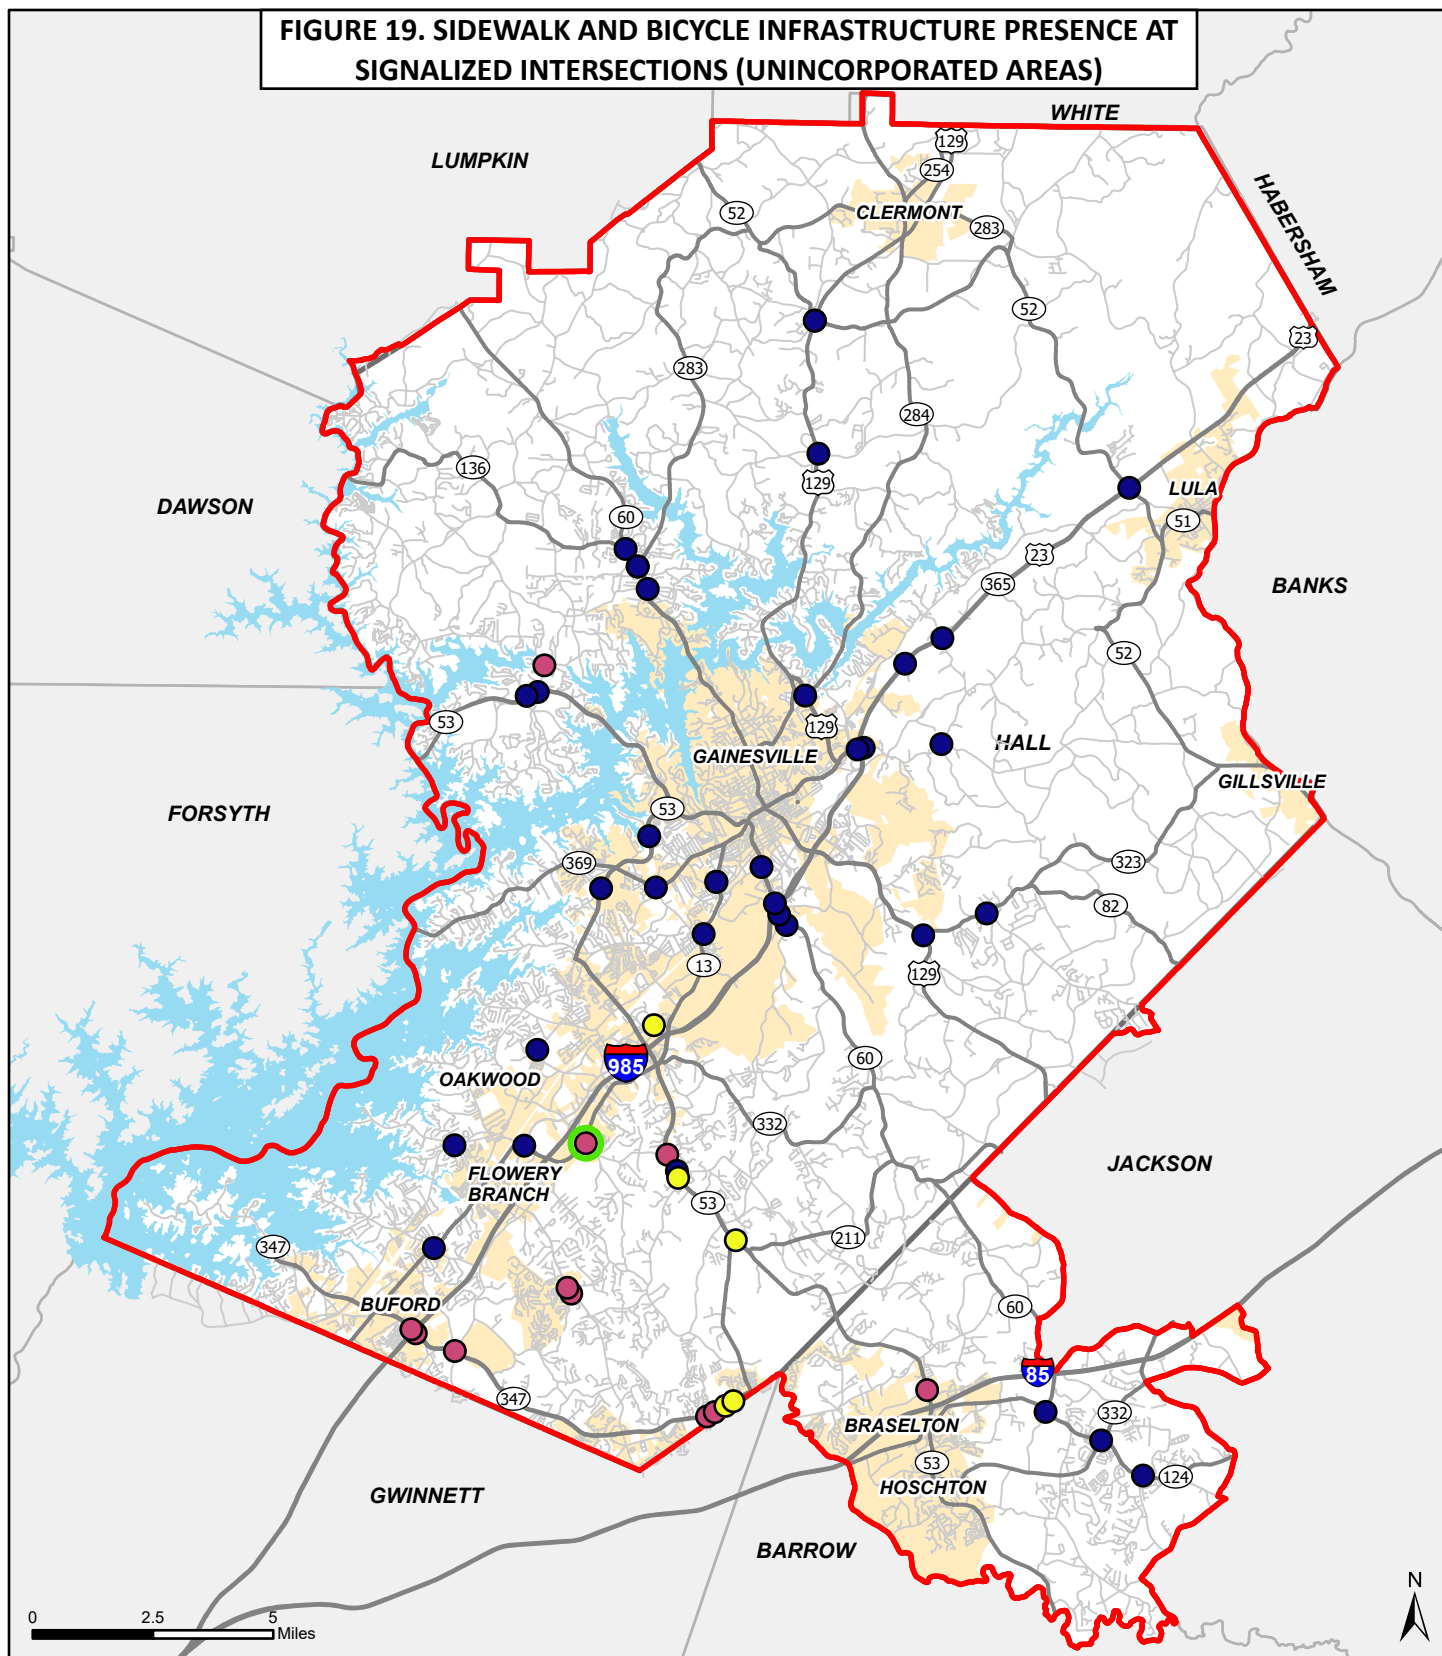 FIGURE 19. SIDEWALK AND BICYCLE INFRASTRUCTURE PRESENCE AT
SIGNALIZED INTERSECTIONS (UNINCORPORATED AREAS)
WHITE
LUMPKIN
129
254
HABERSHAM
52
CLERMONT
283
52
23
283
284
136
129
DAWSON
LULA
60
51
23
365
BANKS
52
53
129
HALL
GAINESVILLE
GILLSVILLE
53
FORSYTH
369
323
82
13
129
60
985
OAKWOOD
332
JACKSON
FLOWERY
BRANCH
53
211
347
BUFORD
60
85
347
332
BRASELTON
53
124
HOSCHTON
GWINNETT
BARROW
N
0 2.5 5
Miles